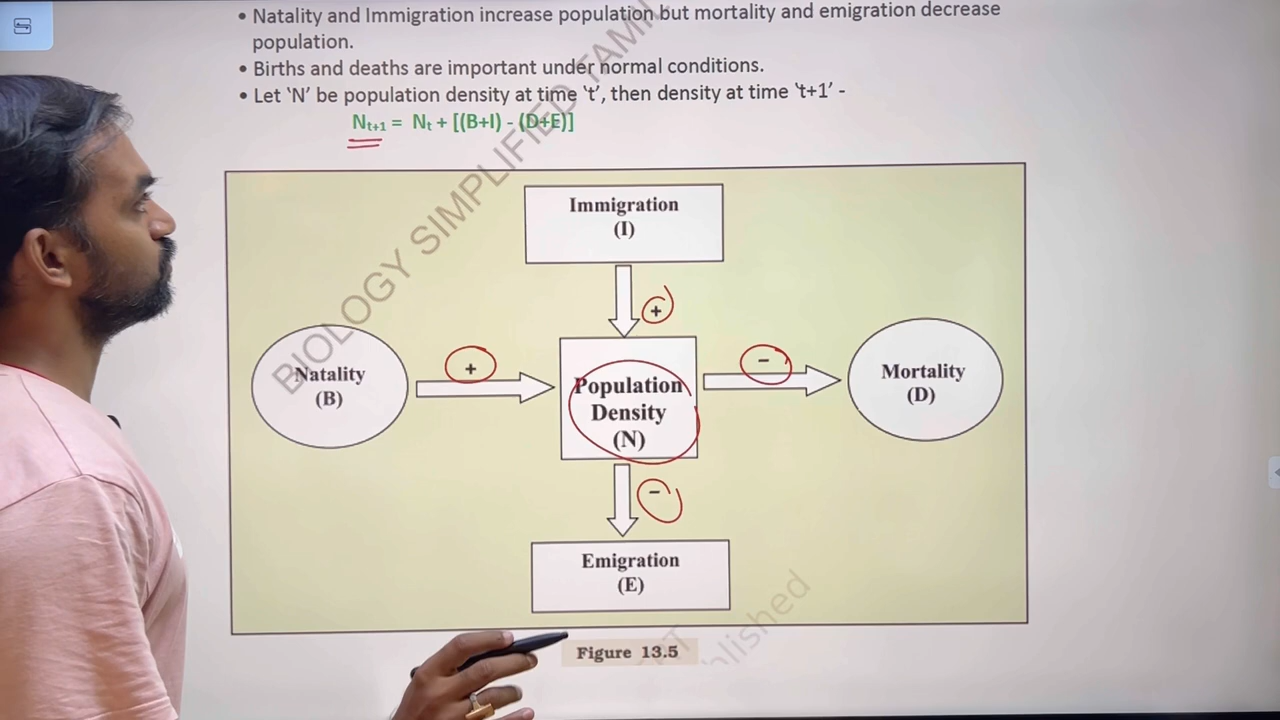 • Natality and Immigration increase population but mortality and emigration decrease
population.
• Births and deaths are important under normal conditions.
• Let ‘N’ be population density at time ‘t’, then density at time ‘t+1’ -
Nt+1 = Nt + [(B+I) - (D+E)]
BIOLOGY SIMPLIFIED TAMIL
Immigration
(I)
+
Natality
(B)
+
Population
Density
(N)
-
Mortality
(D)
-
Emigration
(E)
Figure 13.5